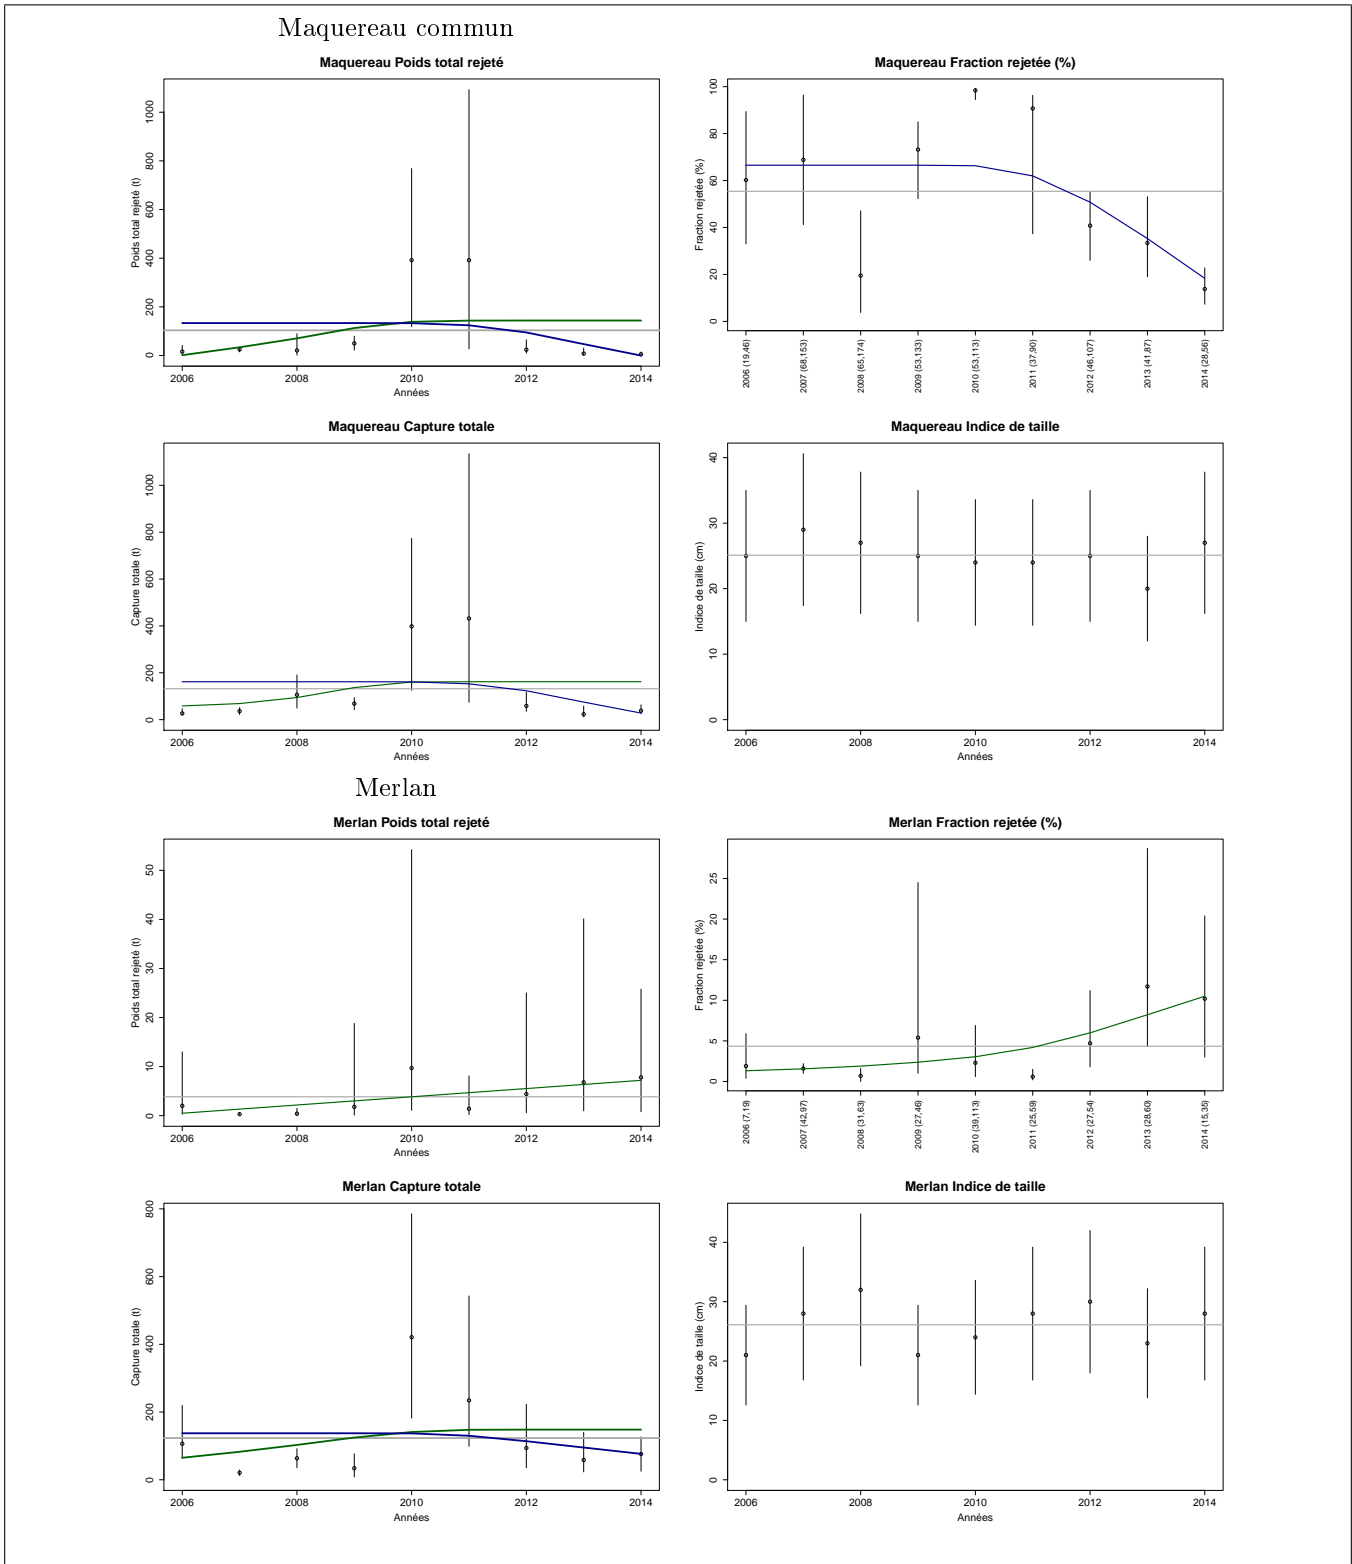 Maquereau commun
Maquereau Poids total rejeté
Poids total rejeté (t)
0 200 400 600 800 1000
2006 2008 2010 2012 2014
Années
Maquereau Fraction rejetée (%)
Fraction rejetée (%)
0 20 40 60 80 100
2006 (19,46)
2007 (68,153)
2008 (65,174)
2009 (53,133)
2010 (53,113)
2011 (37,90)
2012 (46,107)
2013 (41,87)
2014 (28,56)
Maquereau Capture totale
Capture totale (t)
0 200 400 600 800 1000
2006 2008 2010 2012 2014
Années
Maquereau Indice de taille
Indice de taille (cm)
0 10 20 30 40
2006 2008 2010 2012 2014
Années
Merlan
Merlan Poids total rejeté
Poids total rejeté (t)
0 10 20 30 40 50
2006 2008 2010 2012 2014
Années
Merlan Fraction rejetée (%)
Fraction rejetée (%)
0 5 10 15 20 25
2006 (7,19)
2007 (42,97)
2008 (31,63)
2009 (27,46)
2010 (39,113)
2011 (25,59)
2012 (27,54)
2013 (28,60)
2014 (15,35)
Merlan Capture totale
Capture totale (t)
0 200 400 600 800
2006 2008 2010 2012 2014
Années
Merlan Indice de taille
Indice de taille (cm)
0 10 20 30 40
2006 2008 2010 2012 2014
Années